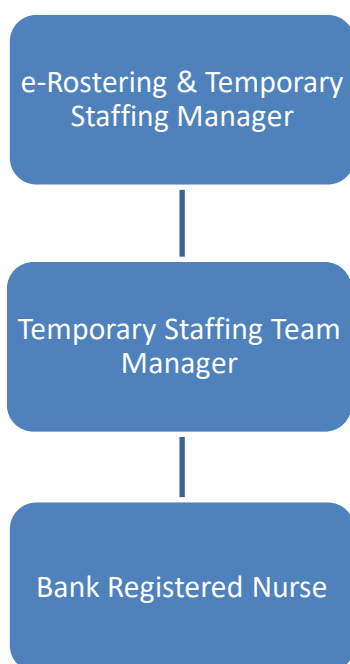 e-Rostering & Temporary
Staffing Manager
Temporary Staffing Team
Manager
Bank Registered Nurse